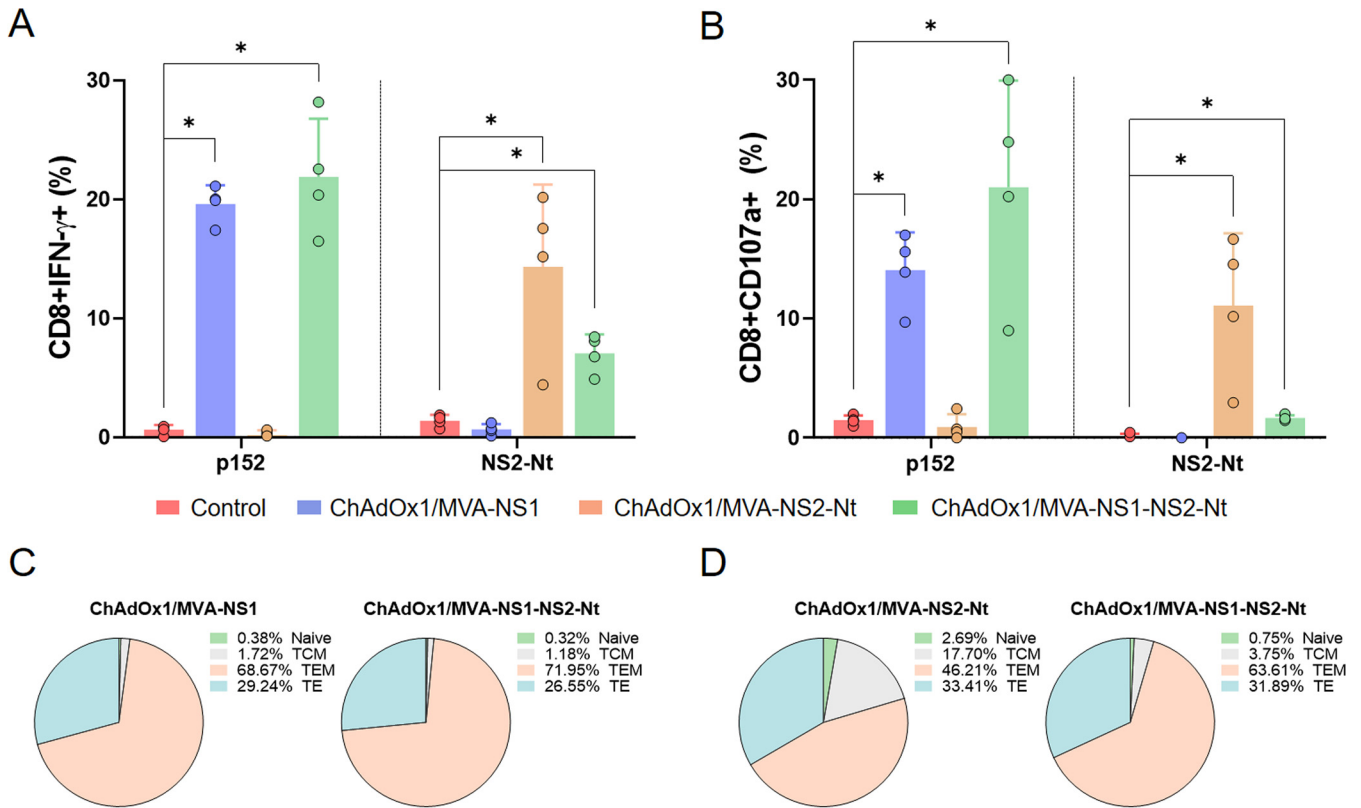 A
B
*
*
*
*
30
20
10
0
CD8+IFN-γ+ (%)
p152
NS2-Nt
*
*
*
*
30
20
10
0
CD8+CD107a+ (%)
p152
NS2-Nt
Control
ChAdOx1/MVA-NS1
ChAdOx1/MVA-NS2-Nt
ChAdOx1/MVA-NS1-NS2-Nt
C
D
ChAdOx1/MVA-NS1
0.38% Naive
1.72% TCM
68.67% TEM
29.24% TE
ChAdOx1/MVA-NS1-NS2-Nt
0.32% Naive
1.18% TCM
71.95% TEM
26.55% TE
ChAdOx1/MVA-NS2-Nt
2.69% Naive
17.70% TCM
46.21% TEM
33.41% TE
ChAdOx1/MVA-NS1-NS2-Nt
0.75% Naive
3.75% TCM
63.61% TEM
31.89% TE